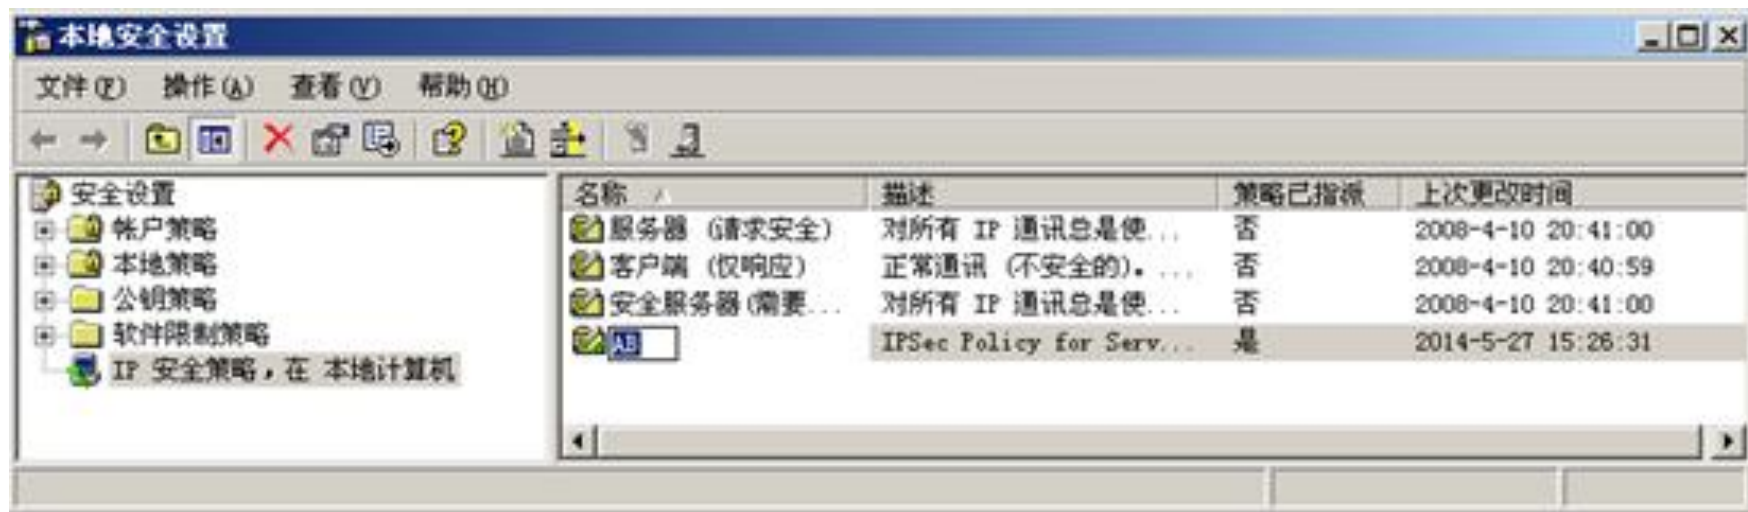 本地安全设置
文件(F) 操作(A) 查看(V) 帮助(H)
安全设置
帐户策略
本地策略
公钥策略
软件限制策略
IP 安全策略，在 本地计算机
名称 描述 策略已指派 上次更改时间
服务器 (请求安全) 对所有 IP 通讯总是使... 否 2008-4-10 20:41:00
客户端 (仅响应) 正常通讯 (不安全的)。... 否 2008-4-10 20:40:59
安全服务器(需要... 对所有 IP 通讯总是使... 否 2008-4-10 20:41:00
AB IPSec Policy for Serv... 是 2014-5-27 15:26:31